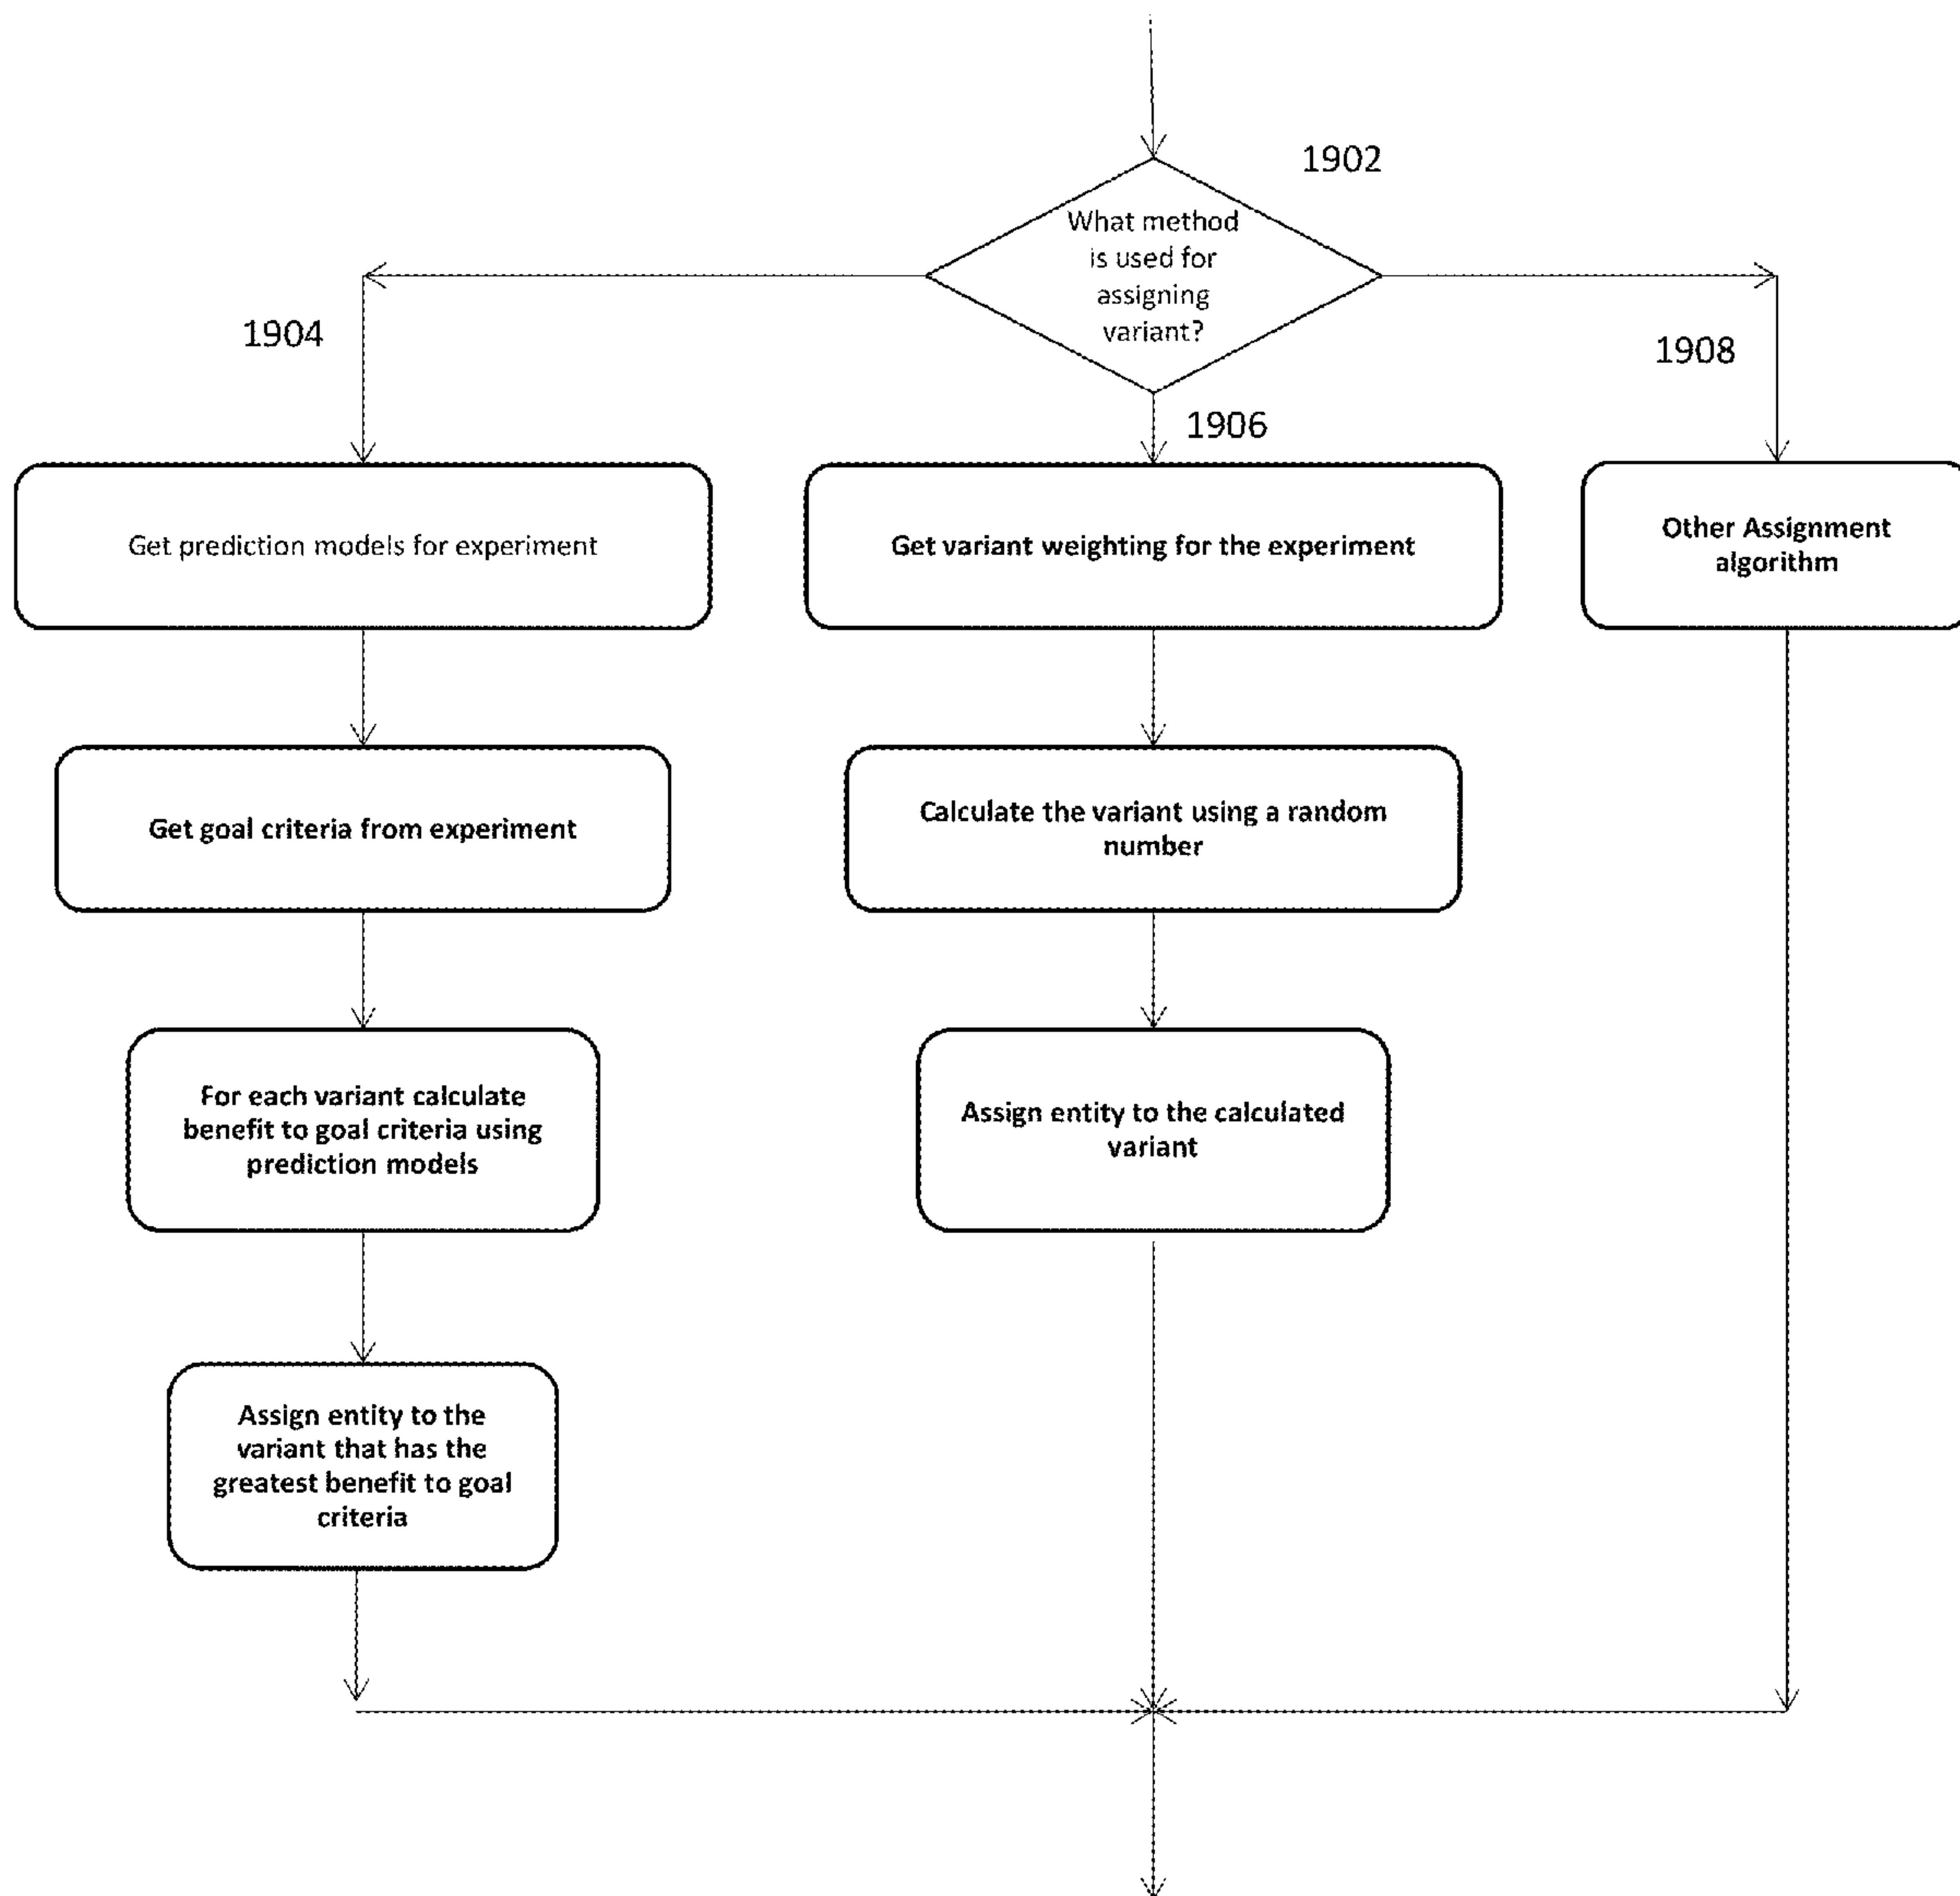 1902
What method
is used for
assigning
variant?
1904
1908
1906
Get prediction models for experiment
Get variant weighting for the experiment
Other Assignment
algorithm
Get goal criteria from experiment
Calculate the variant using a random
number
For each variant calculate
benefit to goal criteria using
prediction models
Assign entity to the calculated
variant
Assign entity to the
variant that has the
greatest benefit to goal
criteria